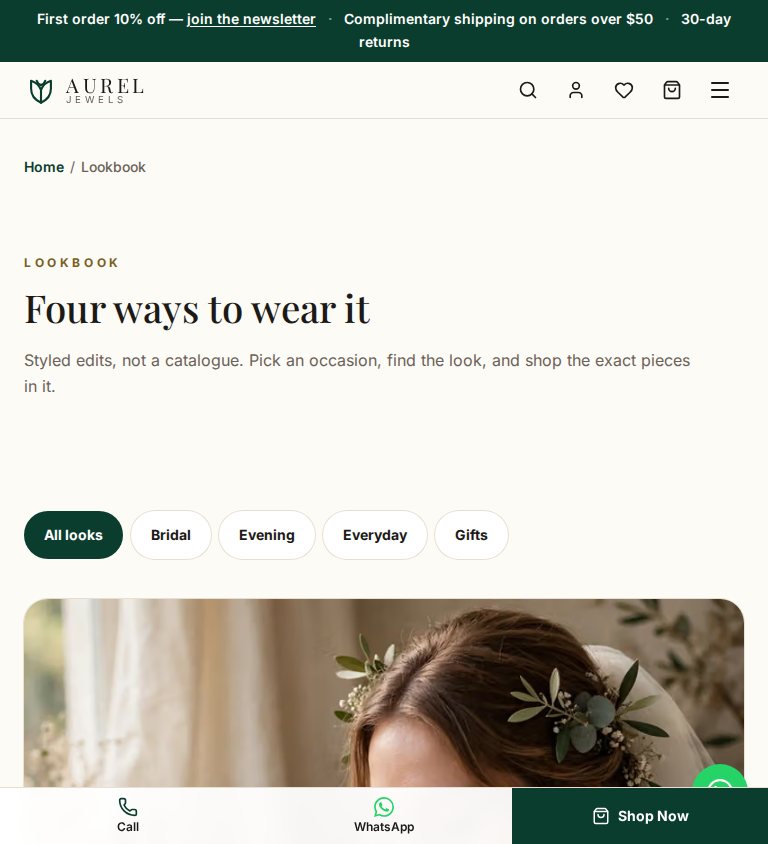 First order 10% off — join the newsletter · Complimentary shipping on orders over $50 · 30-day
returns
AUREL
JEWELS
Home / Lookbook
LOOKBOOK
Four ways to wear it
Styled edits, not a catalogue. Pick an occasion, find the look, and shop the exact pieces
in it.
All looks Bridal Evening Everyday Gifts
Call WhatsApp Shop Now